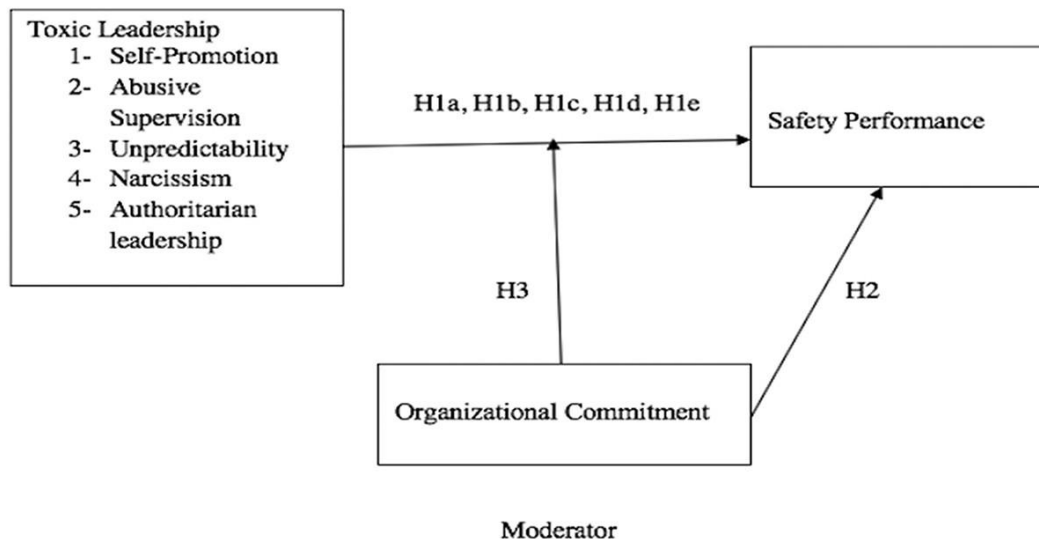 Toxic Leadership
1- Self-Promotion
2- Abusive
Supervision
3- Unpredictability
4- Narcissism
5- Authoritarian
leadership
H1a, H1b, H1c, H1d, H1e
Safety Performance
H3
H2
Organizational Commitment
Moderator